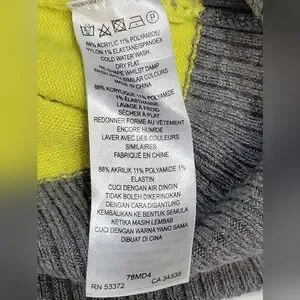 88% ACRYLIC 11% POLYAMIDE/
NYLON 1% ELASTANE/SPANDEX
COLD WATER WASH.
DRY FLAT
RE-SHAPE WHILST DAMP
WASH WITH SIMILAR COLOURS
MADE IN CHINA
88% ACRYLIQUE 11% POLYAMIDE
1% ELASTHANNE
LAVAGE À FROID
SÉCHER À PLAT
REDONNER FORME AU VÊTEMENT
ENCORE HUMIDE
LAVER AVEC DES COULEURS
SIMILAIRES
FABRIQUÉ EN CHINE
88% AKRILIK 11% POLYAMIDE 1%
ELASTIN
CUCI DENGAN AIR DINGIN
TIDAK BOLEH DIKERINGKAN
DENGAN CARA DIGANTUNG
KEMBALIKAN KE BENTUK SEMULA
KETIKA MASIH LEMBAB
CUCI DENGAN WARNA YANG SAMA
DIBUAT DI CINA
78MD4
RN 53372 CA 34338